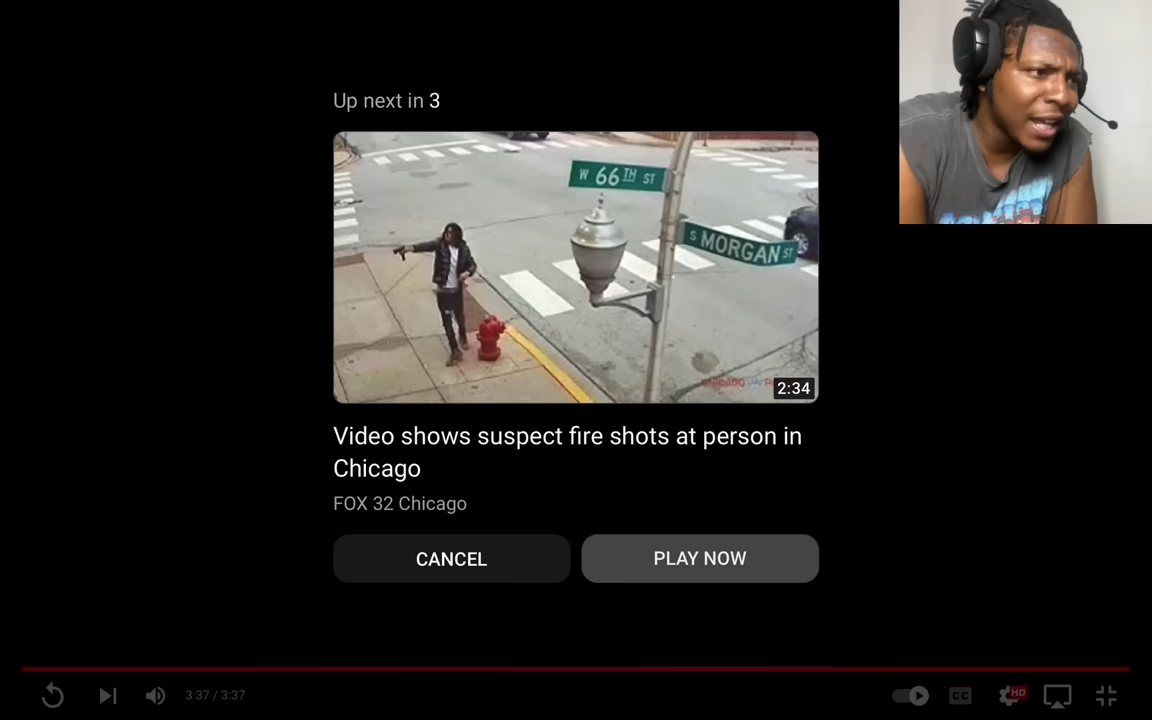 Up next in 3
W 66TH ST
S MORGAN ST
2:34
Video shows suspect fire shots at person in
Chicago
FOX 32 Chicago
CANCEL
PLAY NOW
3:37 / 3:37
CC
HD